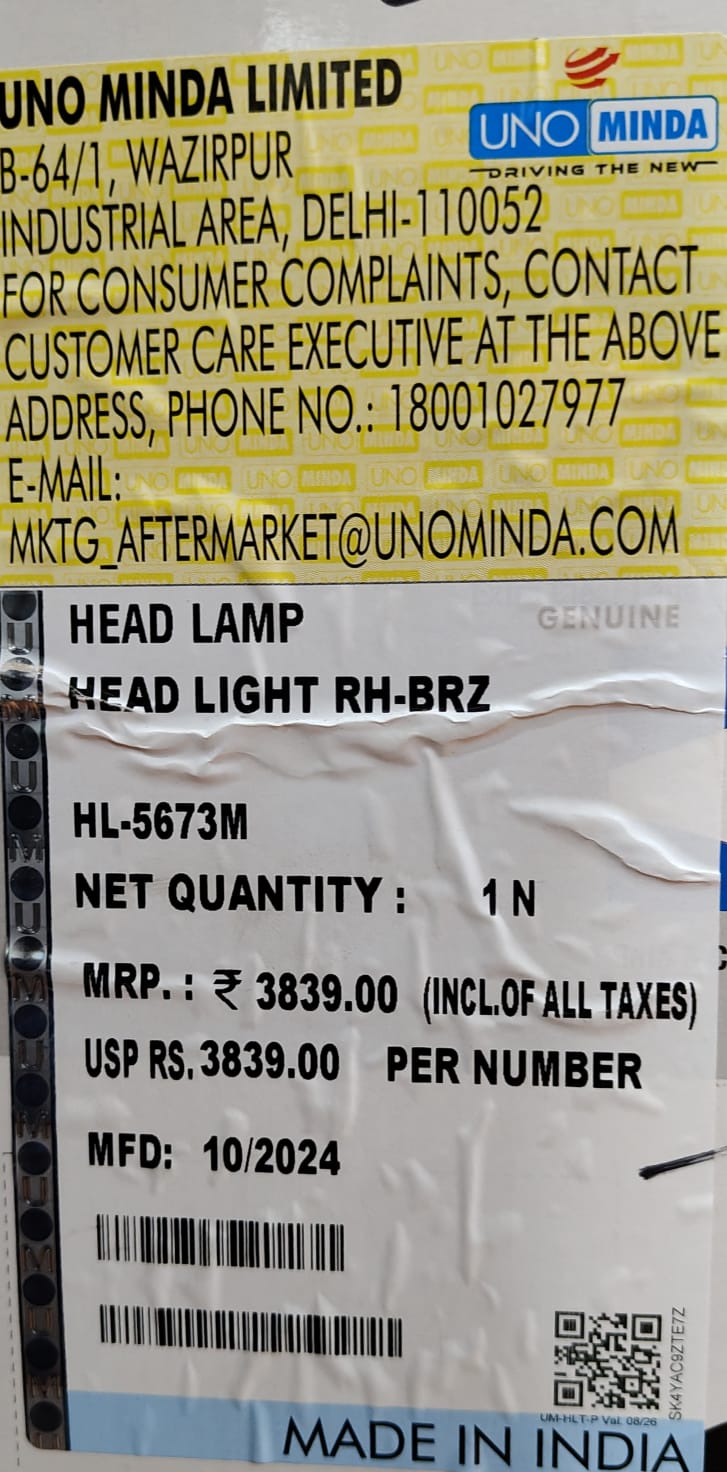 UNO MINDA LIMITED
UNO MINDA
DRIVING THE NEW
B-64/1, WAZIRPUR
INDUSTRIAL AREA, DELHI-110052
FOR CONSUMER COMPLAINTS, CONTACT
CUSTOMER CARE EXECUTIVE AT THE ABOVE
ADDRESS, PHONE NO.: 18001027977
E-MAIL:
MKTG_AFTERMARKET@UNOMINDA.COM
HEAD LAMP
GENUINE
HEAD LIGHT RH-BRZ
HL-5673M
NET QUANTITY : 1 N
MRP. : ₹ 3839.00 (INCL.OF ALL TAXES)
USP RS. 3839.00 PER NUMBER
MFD: 10/2024
SK4YAC9ZTE7Z
UM-HLT-P Val. 08/26
MADE IN INDIA